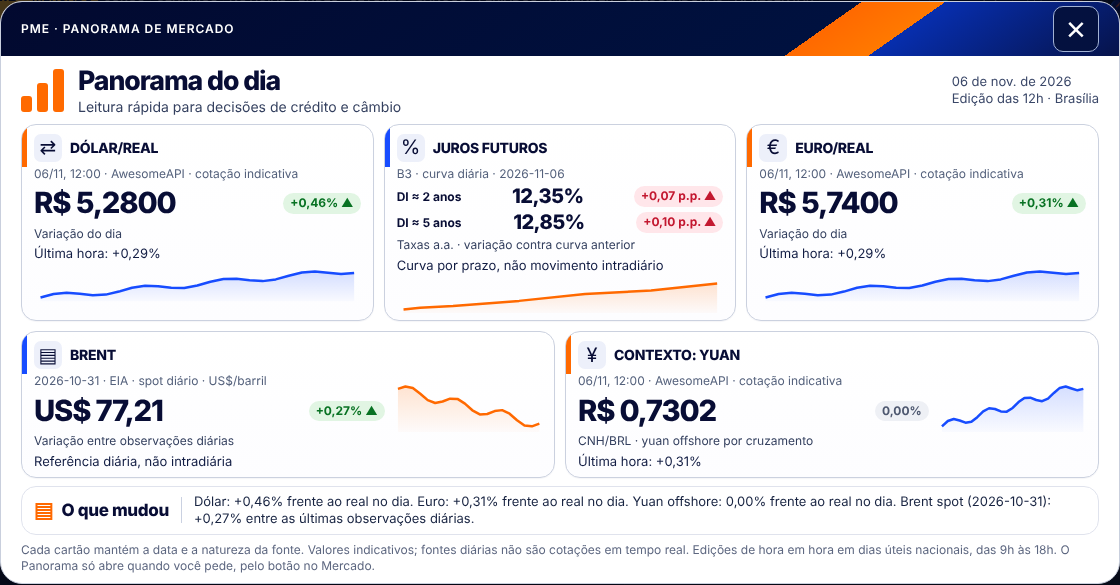 PME · PANORAMA DE MERCADO
Panorama do dia
Leitura rápida para decisões de crédito e câmbio
06 de nov. de 2026
Edição das 12h · Brasília
DÓLAR/REAL
06/11, 12:00 · AwesomeAPI · cotação indicativa
R$ 5,2800
+0,46% ▲
Variação do dia
Última hora: +0,29%
% JUROS FUTUROS
B3 · curva diária · 2026-11-06
DI ≈ 2 anos 12,35% +0,07 p.p. ▲
DI ≈ 5 anos 12,85% +0,10 p.p. ▲
Taxas a.a. · variação contra curva anterior
Curva por prazo, não movimento intradiário
€ EURO/REAL
06/11, 12:00 · AwesomeAPI · cotação indicativa
R$ 5,7400
+0,31% ▲
Variação do dia
Última hora: +0,29%
BRENT
2026-10-31 · EIA · spot diário · US$/barril
US$ 77,21
+0,27% ▲
Variação entre observações diárias
Referência diária, não intradiária
¥ CONTEXTO: YUAN
06/11, 12:00 · AwesomeAPI · cotação indicativa
R$ 0,7302
0,00%
CNH/BRL · yuan offshore por cruzamento
Última hora: +0,31%
O que mudou
Dólar: +0,46% frente ao real no dia. Euro: +0,31% frente ao real no dia. Yuan offshore: 0,00% frente ao real no dia. Brent spot (2026-10-31):
+0,27% entre as últimas observações diárias.
Cada cartão mantém a data e a natureza da fonte. Valores indicativos; fontes diárias não são cotações em tempo real. Edições de hora em hora em dias úteis nacionais, das 9h às 18h. O
Panorama só abre quando você pede, pelo botão no Mercado.